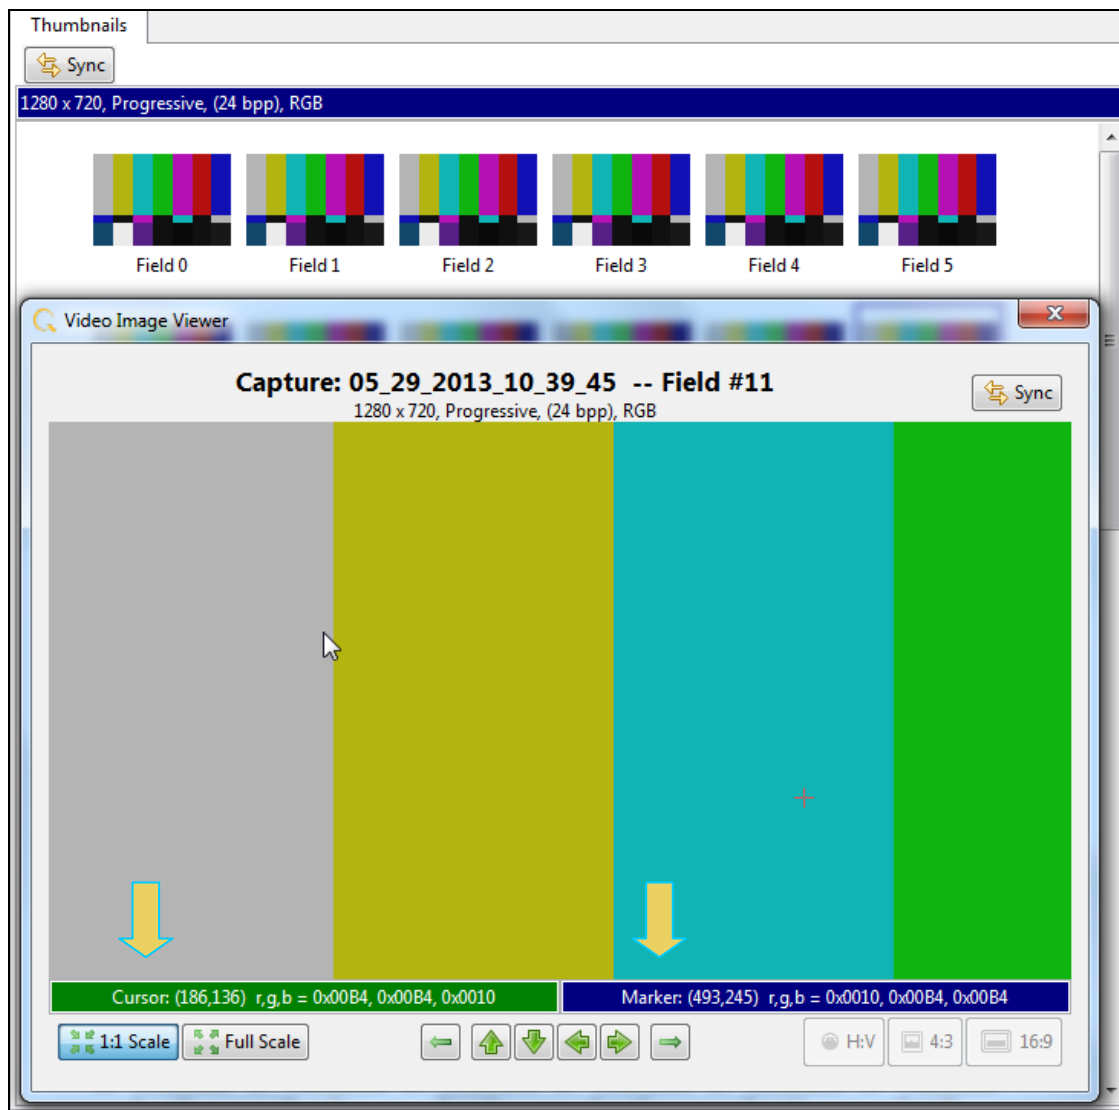 Thumbnails
Sync
1280 x 720, Progressive, (24 bpp), RGB
Field 0
Field 1
Field 2
Field 3
Field 4
Field 5
Video Image Viewer
Capture: 05_29_2013_10_39_45 -- Field #11
1280 x 720, Progressive, (24 bpp), RGB
Sync
Cursor: (186,136) r,g,b = 0x00B4, 0x00B4, 0x0010
Marker: (493,245) r,g,b = 0x0010, 0x00B4, 0x00B4
1:1 Scale
Full Scale
H:V
4:3
16:9